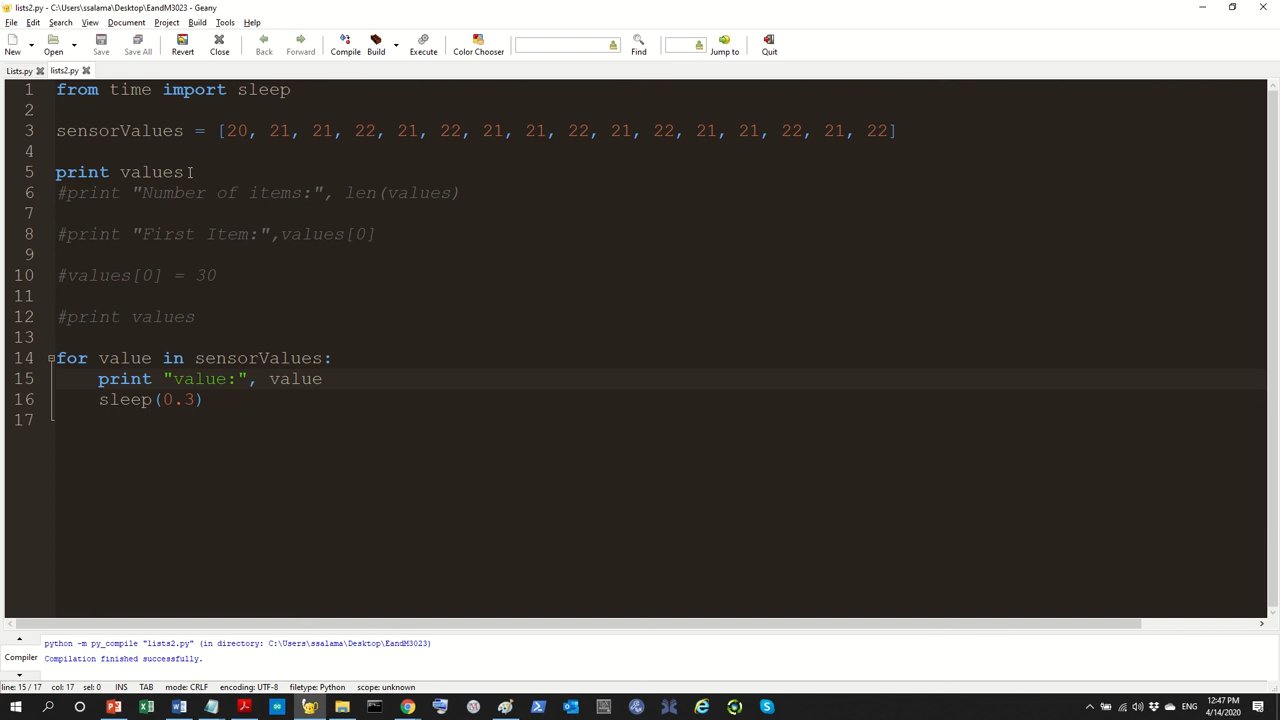 lists2.py - C:\Users\ssalama\Desktop\EandM3023 - Geany
File Edit Search View Document Project Build Tools Help
New Open Save Save All Revert Close Back Forward Compile Build Execute Color Chooser Find Jump to Quit
Lists.py lists2.py
1 from time import sleep
2
3 sensorValues = [20, 21, 21, 22, 21, 22, 21, 21, 22, 21, 22, 21, 21, 22, 21, 22]
4
5 print values
6 #print "Number of items:", len(values)
7
8 #print "First Item:",values[0]
9
10 #values[0] = 30
11
12 #print values
13
14 for value in sensorValues:
15 print "value:", value
16 sleep(0.3)
17
python -m py_compile "lists2.py" (in directory: C:\Users\ssalama\Desktop\EandM3023)
Compiler Compilation finished successfully.
line: 15 / 17 col: 17 sel: 0 INS TAB mode: CRLF encoding: UTF-8 filetype: Python scope: unknown
ENG 12:47 PM
4/14/2020